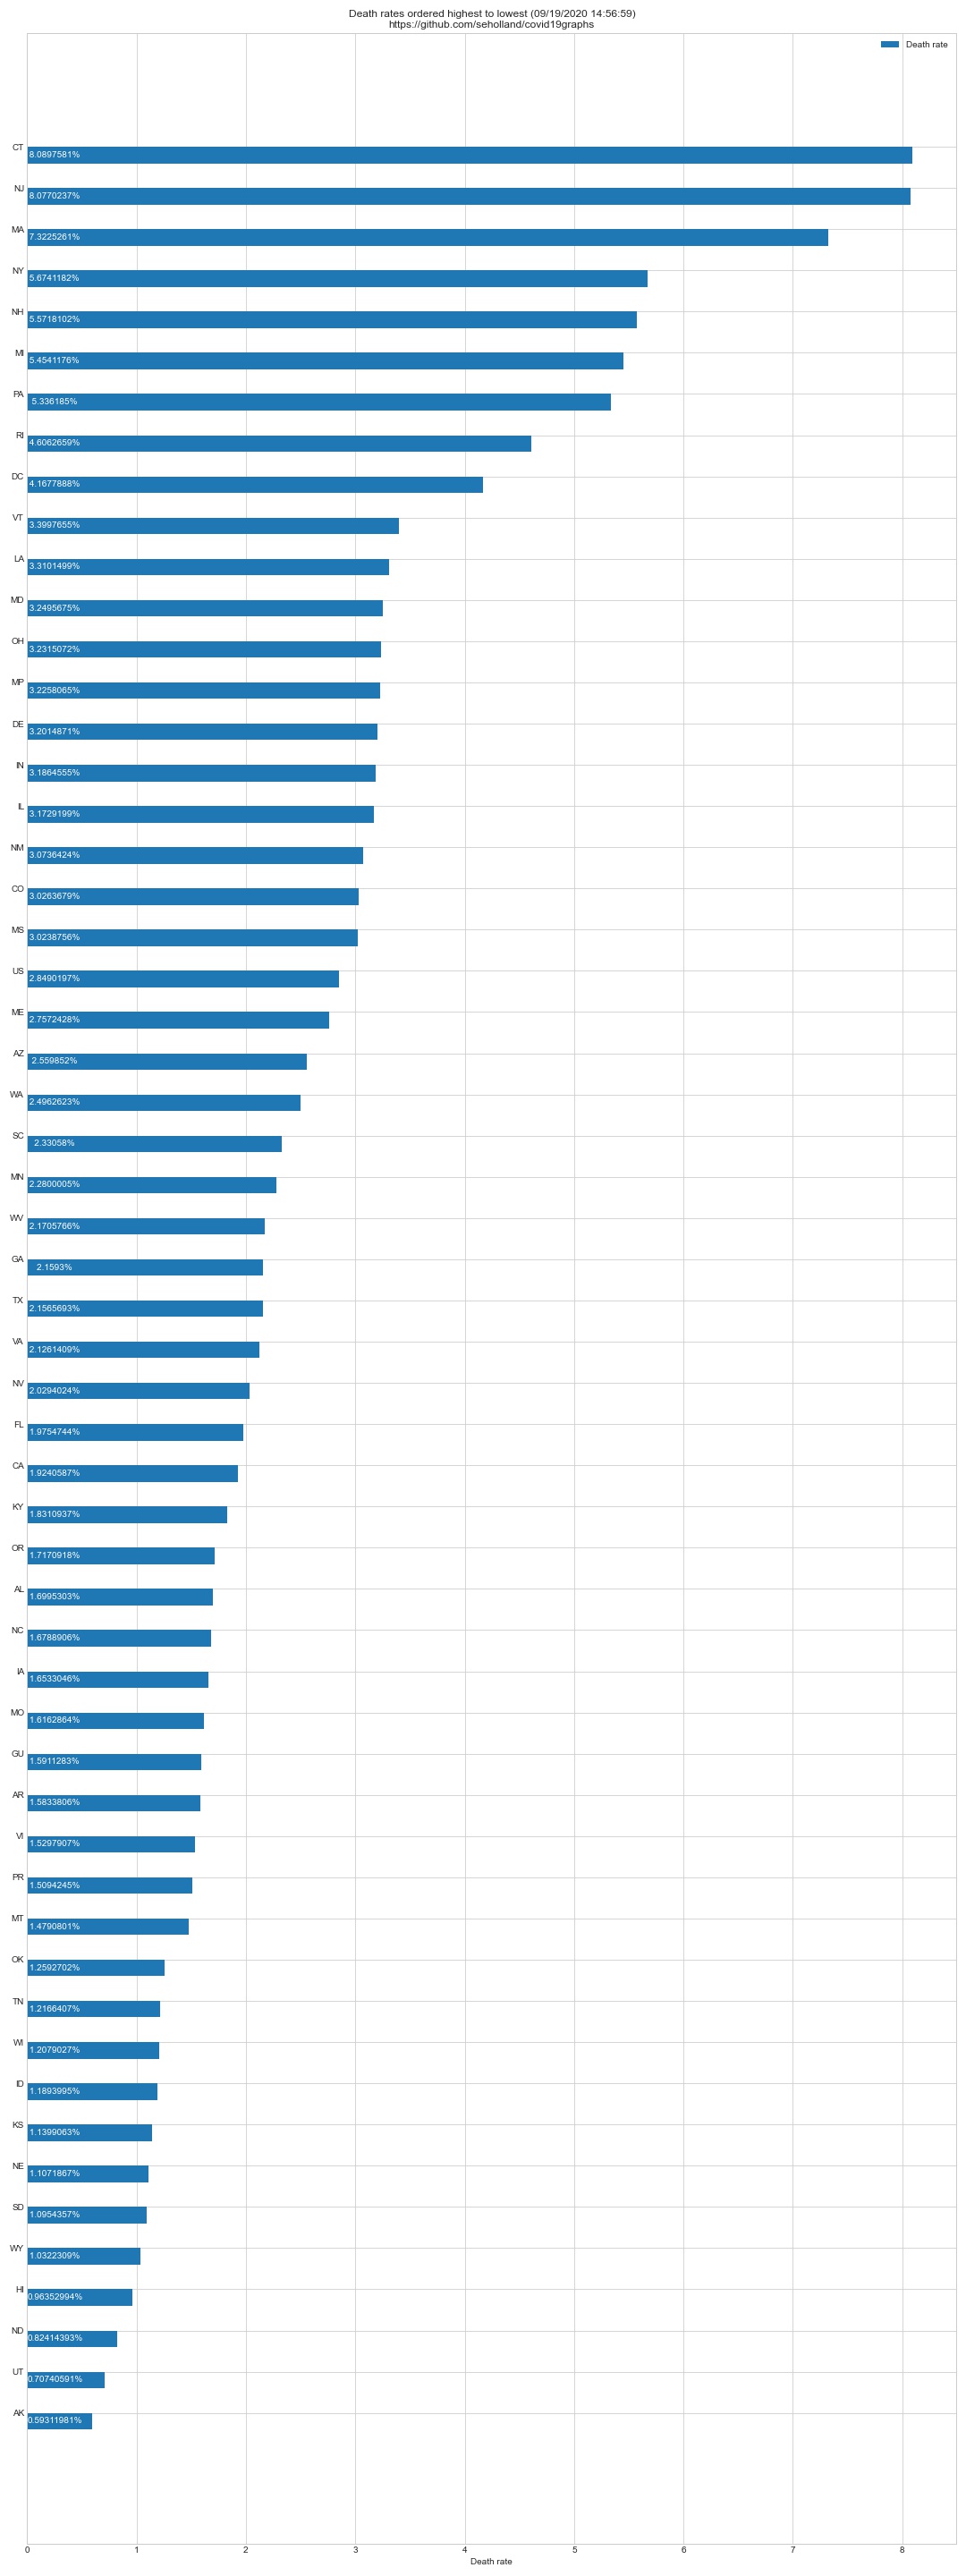 Death rates ordered highest to lowest (09/19/2020 14:56:59)
https://github.com/seholland/covid19graphs
Death rate
CT 8.0897581%
NJ 8.0770237%
MA 7.3225261%
NY 5.6741182%
NH 5.5718102%
MI 5.4541176%
PA 5.336185%
RI 4.6062659%
DC 4.1677888%
VT 3.3997655%
LA 3.3101499%
MD 3.2495675%
OH 3.2315072%
MP 3.2258065%
DE 3.2014871%
IN 3.1864555%
IL 3.1729199%
NM 3.0736424%
CO 3.0263679%
MS 3.0238756%
US 2.8490197%
ME 2.7572428%
AZ 2.559852%
WA 2.4962623%
SC 2.33058%
MN 2.2800005%
WV 2.1705766%
GA 2.1593%
TX 2.1565693%
VA 2.1261409%
NV 2.0294024%
FL 1.9754744%
CA 1.9240587%
KY 1.8310937%
OR 1.7170918%
AL 1.6995303%
NC 1.6788906%
IA 1.6533046%
MO 1.6162864%
GU 1.5911283%
AR 1.5833806%
VI 1.5297907%
PR 1.5094245%
MT 1.4790801%
OK 1.2592702%
TN 1.2166407%
WI 1.2079027%
ID 1.1893995%
KS 1.1399063%
NE 1.1071867%
SD 1.0954357%
WY 1.0322309%
HI 0.96352994%
ND 0.82414393%
UT 0.70740591%
AK 0.59311981%
0 1 2 3 4 5 6 7 8
Death rate